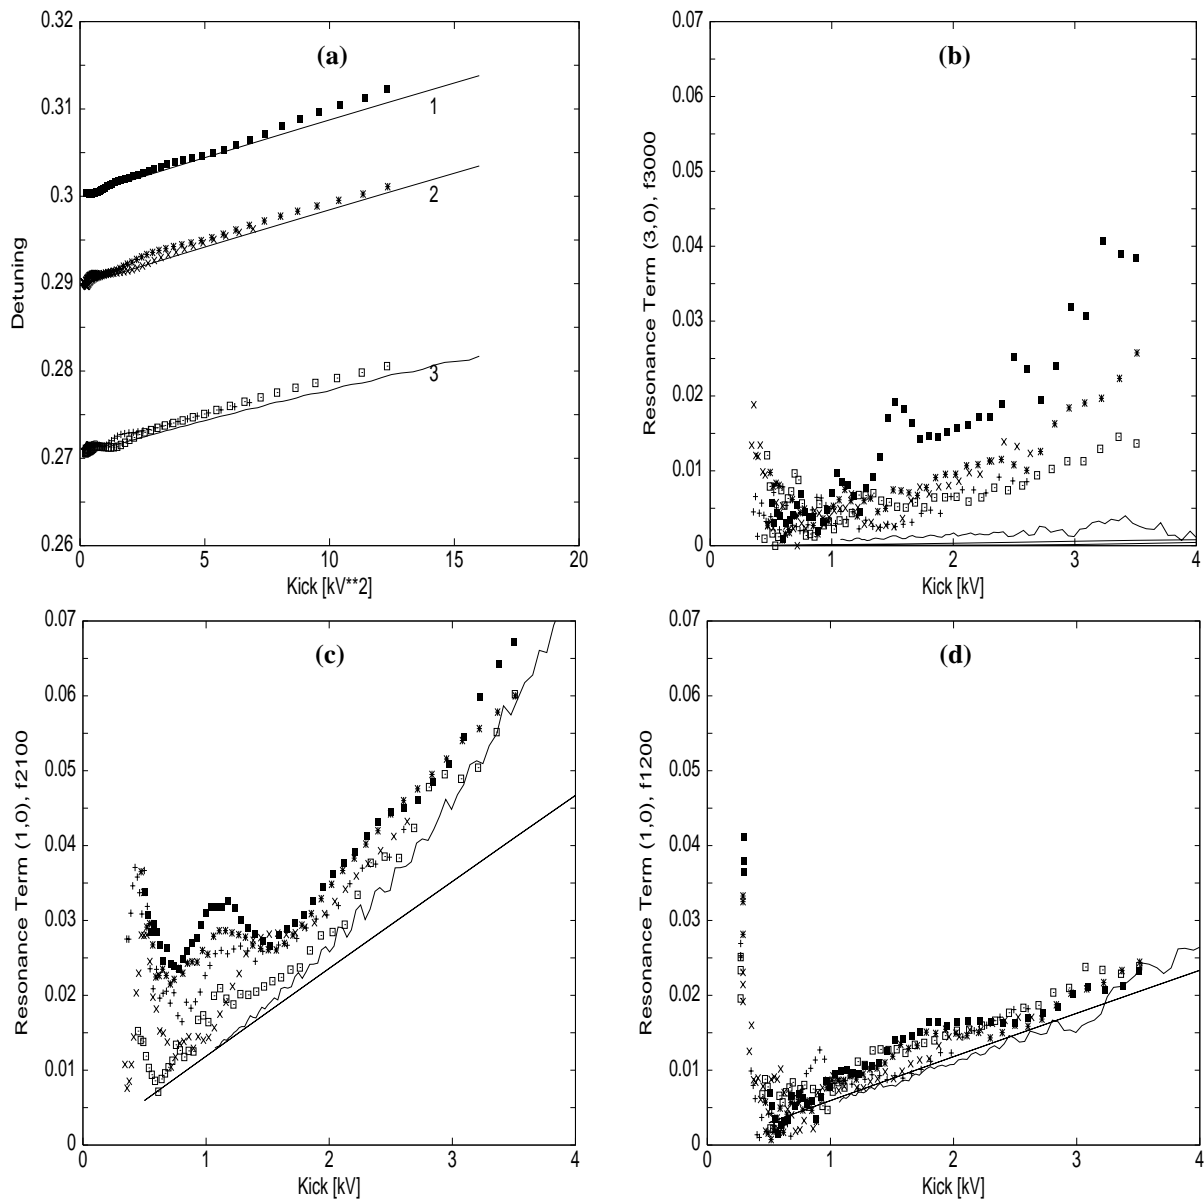 (a)
0.32
0.31
0.3
0.29
0.28
0.27
0.26
Detuning
1
2
3
0 5 10 15 20
Kick [kV**2]
(b)
0.07
0.06
0.05
0.04
0.03
0.02
0.01
0
Resonance Term (3,0), f3000
0 1 2 3 4
Kick [kV]
(c)
0.07
0.06
0.05
0.04
0.03
0.02
0.01
0
Resonance Term (1,0), f2100
0 1 2 3 4
Kick [kV]
(d)
0.07
0.06
0.05
0.04
0.03
0.02
0.01
0
Resonance Term (1,0), f1200
0 1 2 3 4
Kick [kV]